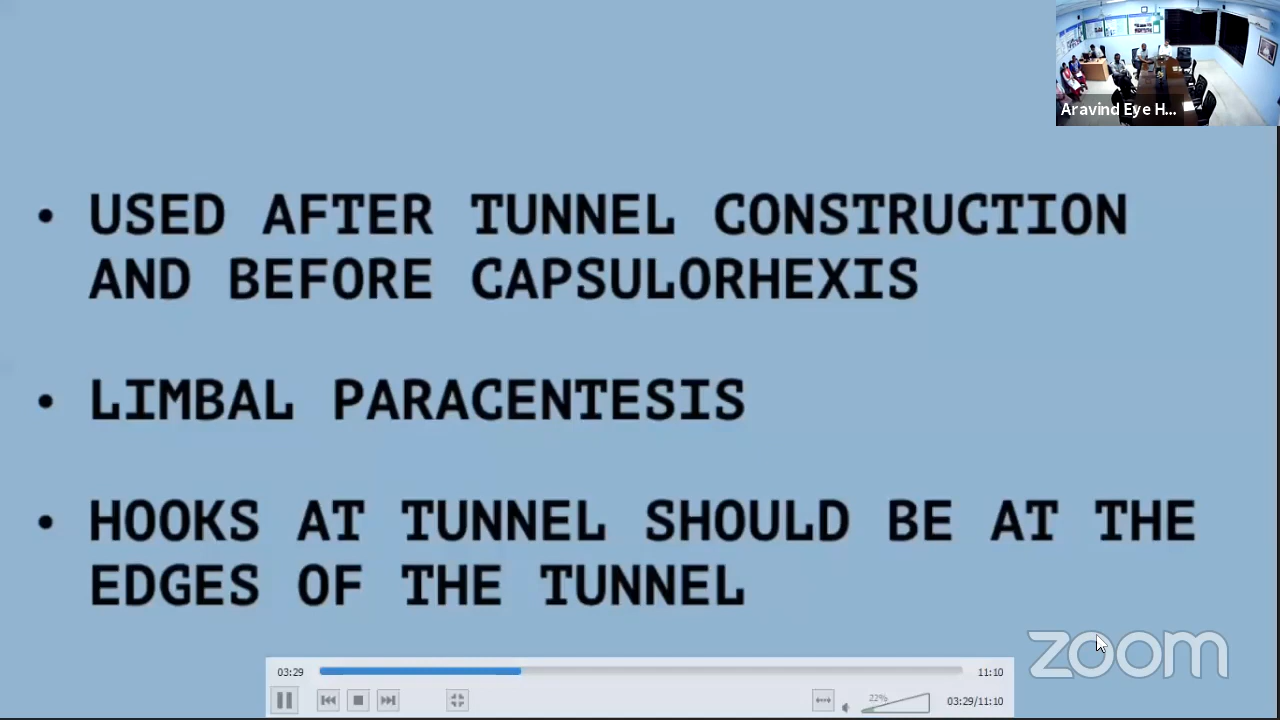 Aravind Eye H...
• USED AFTER TUNNEL CONSTRUCTION
AND BEFORE CAPSULORHEXIS
• LIMBAL PARACENTESIS
• HOOKS AT TUNNEL SHOULD BE AT THE
EDGES OF THE TUNNEL
zoom
03:29
11:10
22%
03:29/11:10